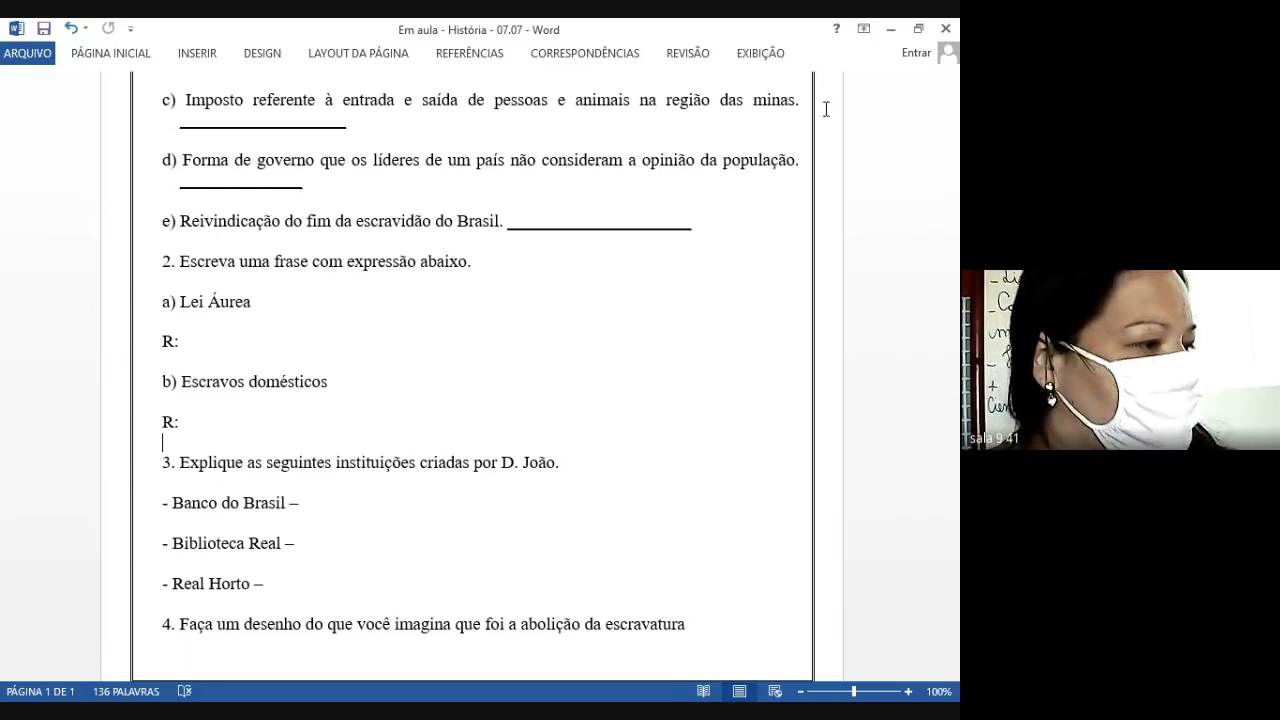 Em aula - História - 07.07 - Word
ARQUIVO PÁGINA INICIAL INSERIR DESIGN LAYOUT DA PÁGINA REFERÊNCIAS CORRESPONDÊNCIAS REVISÃO EXIBIÇÃO Entrar
c) Imposto referente à entrada e saída de pessoas e animais na região das minas.
d) Forma de governo que os líderes de um país não consideram a opinião da população.
e) Reivindicação do fim da escravidão do Brasil.
2. Escreva uma frase com expressão abaixo.
a) Lei Áurea
R:
b) Escravos domésticos
R:
3. Explique as seguintes instituições criadas por D. João.
- Banco do Brasil –
- Biblioteca Real –
- Real Horto –
4. Faça um desenho do que você imagina que foi a abolição da escravatura
PÁGINA 1 DE 1 136 PALAVRAS 100%
sala 9 41